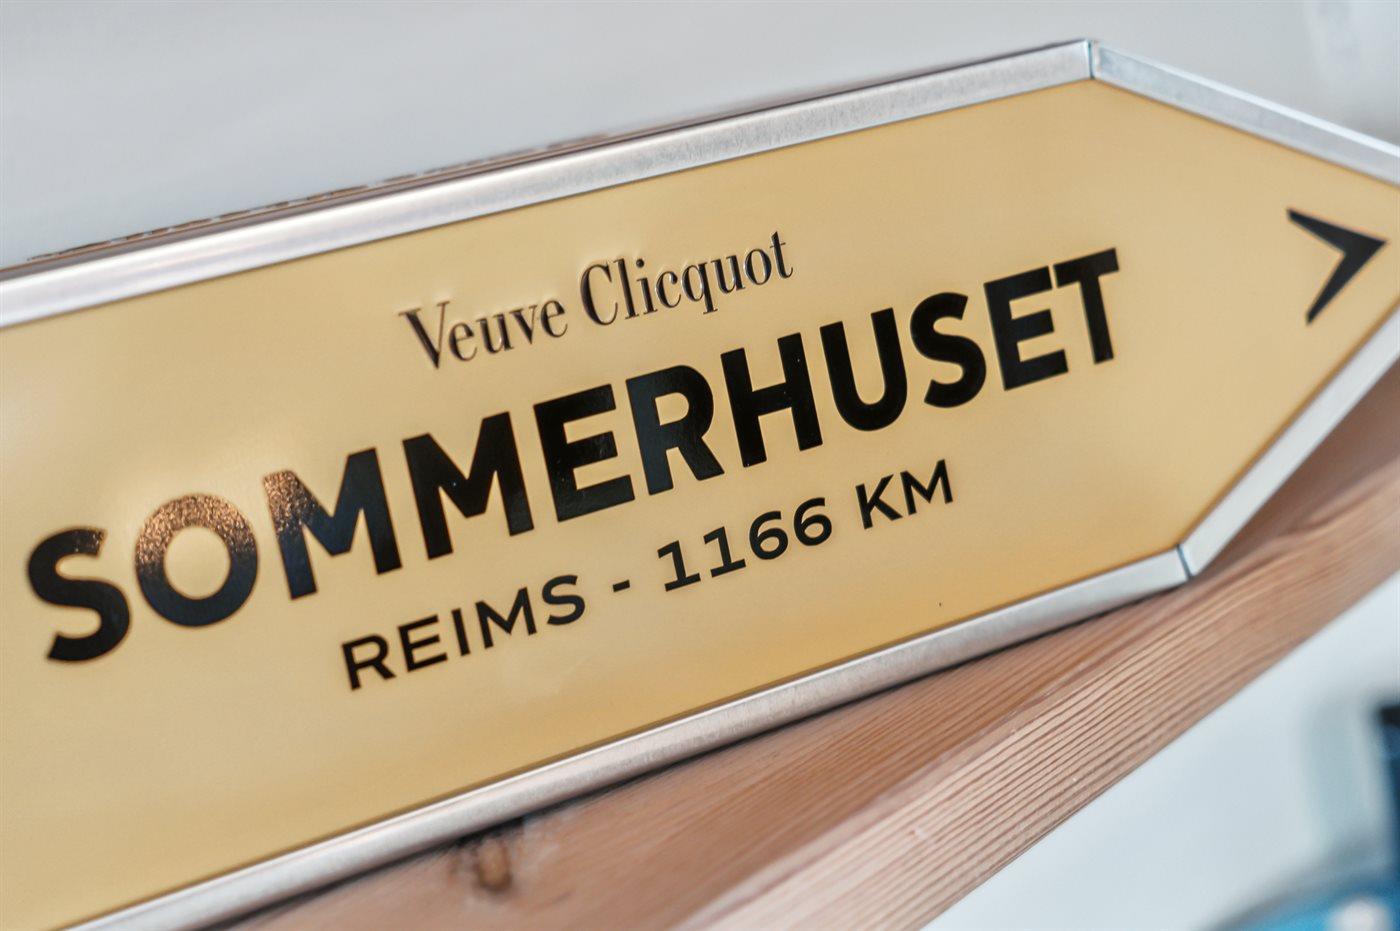 Veuve Clicquot
SOMMERHUSET
REIMS - 1166 KM